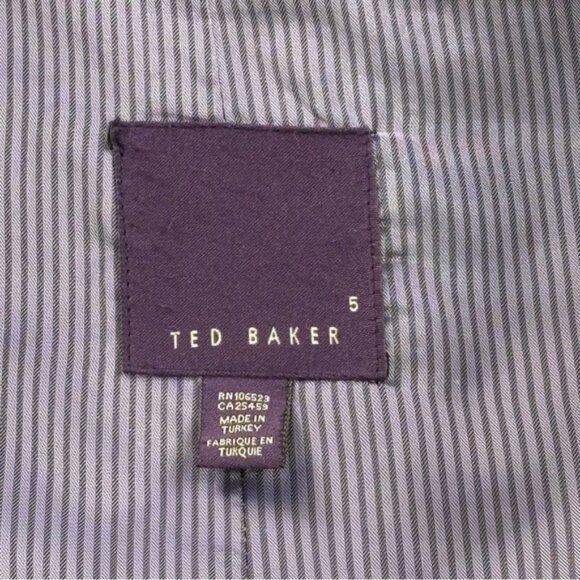 5
TED BAKER
RN106523
CA25459
MADE IN
TURKEY
FABRIQUE EN
TURQUIE